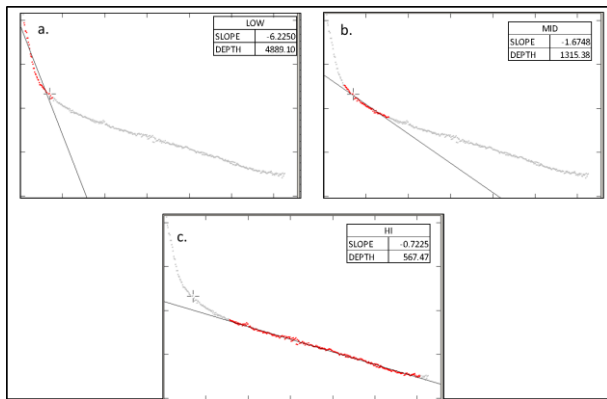 a.
LOW
SLOPE -6.2250
DEPTH 4889.10
b.
MID
SLOPE -1.6748
DEPTH 1315.38
c.
HI
SLOPE -0.7225
DEPTH 567.47